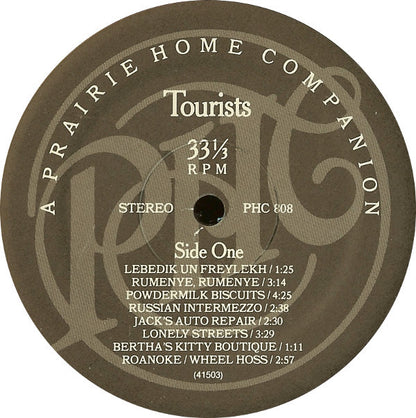 A PRAIRIE HOME COMPANION
PHC
Tourists
33⅓
RPM
STEREO PHC 808
Side One
LEBEDIK UN FREYLEKH / 1:25
RUMENYE, RUMENYE / 3:14
POWDERMILK BISCUITS / 4:25
RUSSIAN INTERMEZZO / 2:38
JACK'S AUTO REPAIR / 2:30
LONELY STREETS / 3:29
BERTHA'S KITTY BOUTIQUE / 1:11
ROANOKE / WHEEL HOSS / 2:57
(41503)